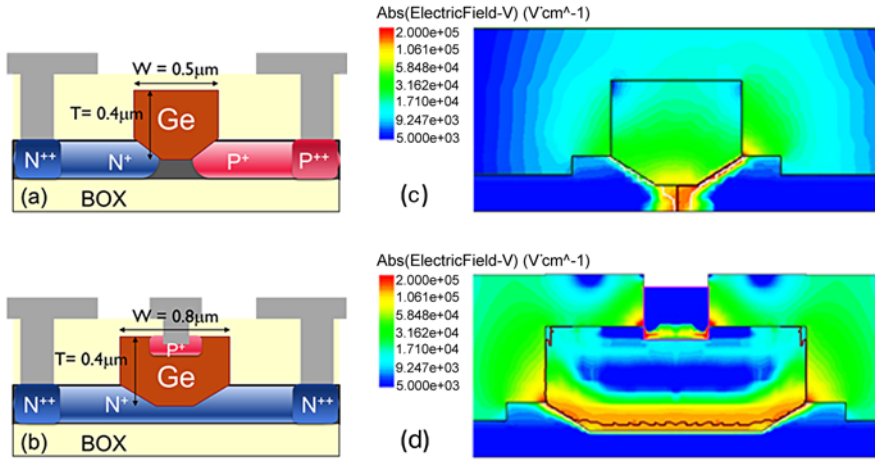 W = 0.5μm
T= 0.4μm
Ge
N++
N+
P+
P++
(a)
BOX
Abs(ElectricField-V) (V*cm^-1)
2.000e+05
1.061e+05
5.848e+04
3.162e+04
1.710e+04
9.247e+03
5.000e+03
(c)
W = 0.8μm
T= 0.4μm
P+
Ge
N++
N+
N++
(b)
BOX
Abs(ElectricField-V) (V*cm^-1)
2.000e+05
1.061e+05
5.848e+04
3.162e+04
1.710e+04
9.247e+03
5.000e+03
(d)